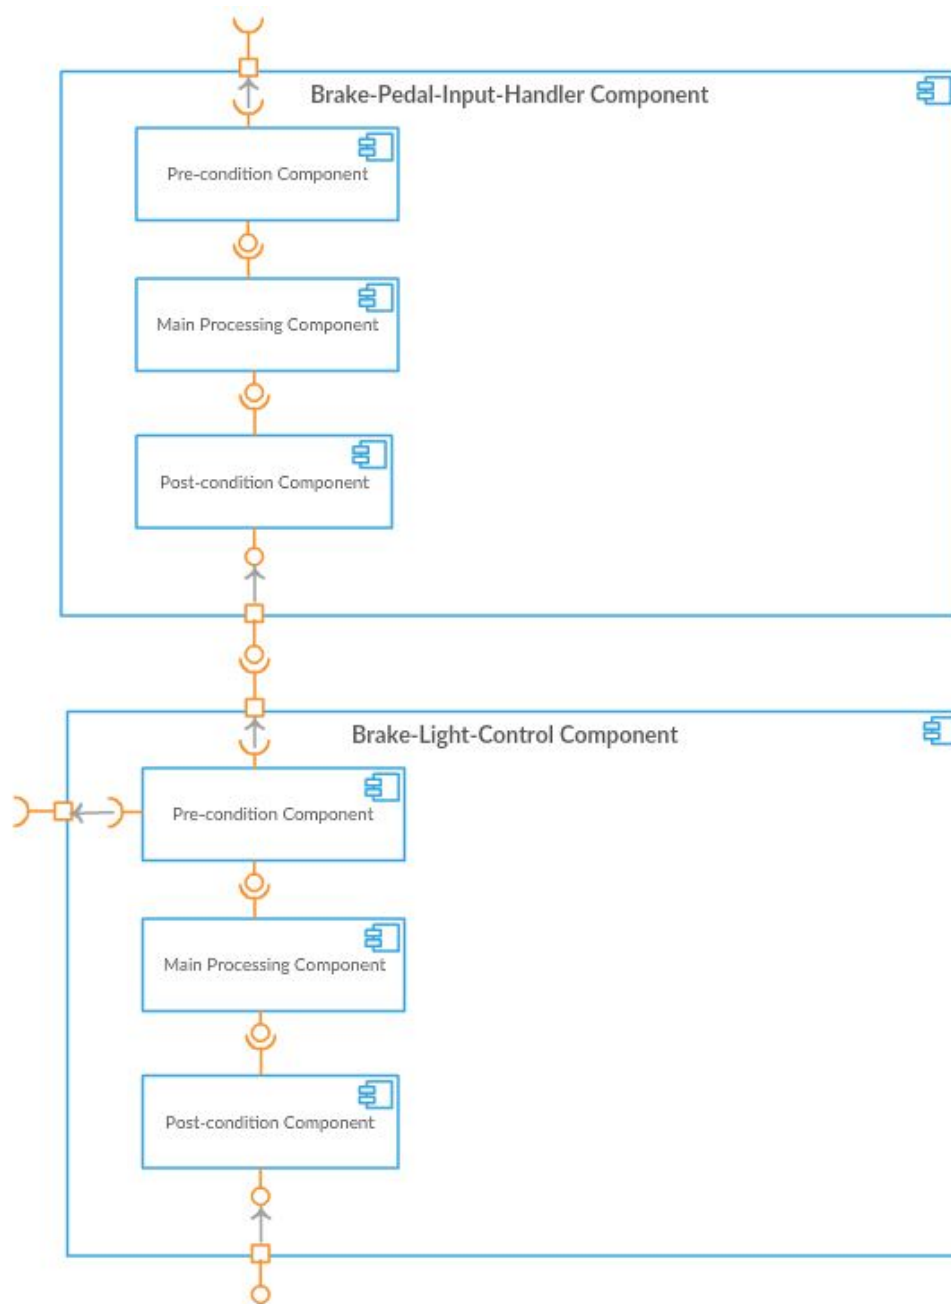 Brake-Pedal-Input-Handler Component
Pre-condition Component
Main Processing Component
Post-condition Component
Brake-Light-Control Component
Pre-condition Component
Main Processing Component
Post-condition Component